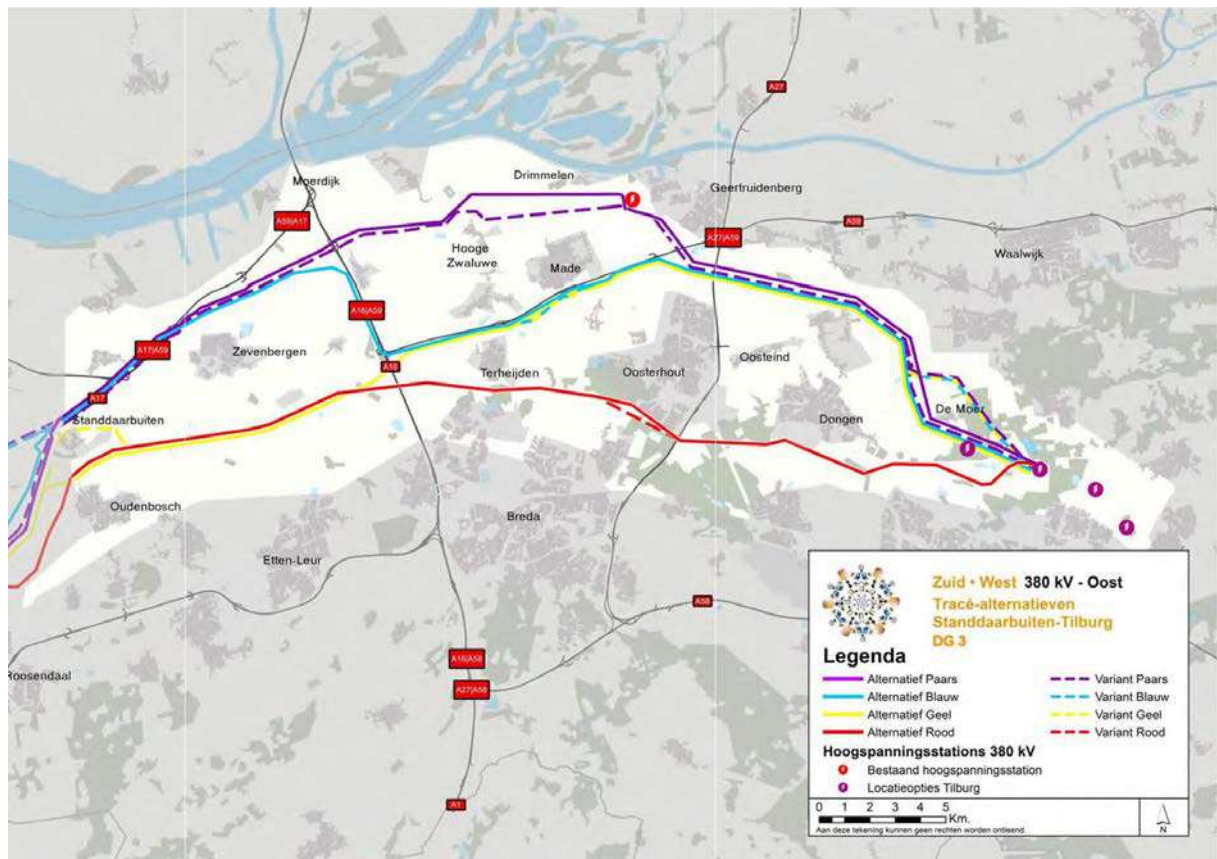 A27
Drimmelen
Moerdijk
Geertruidenberg
A59|A17
A59
A27|A59
Waalwijk
Hooge
Zwaluwe
Made
A16|A59
A17|A59
Zevenbergen
Oosteind
A16
Terheijden
Oosterhout
A17
De Moer
Standdaarbuiten
Dongen
Oudenbosch
Breda
Etten-Leur
A58
A16|A58
Roosendaal
A27|A58
A1
Zuid • West 380 kV - Oost
Tracé-alternatieven
Standdaarbuiten-Tilburg
DG 3
Legenda
Alternatief Paars
Variant Paars
Alternatief Blauw
Variant Blauw
Alternatief Geel
Variant Geel
Alternatief Rood
Variant Rood
Hoogspanningsstations 380 kV
Bestaand hoogspanningsstation
Locatieopties Tilburg
0 1 2 3 4 5
Km.
Aan deze tekening kunnen geen rechten worden ontleend.
N